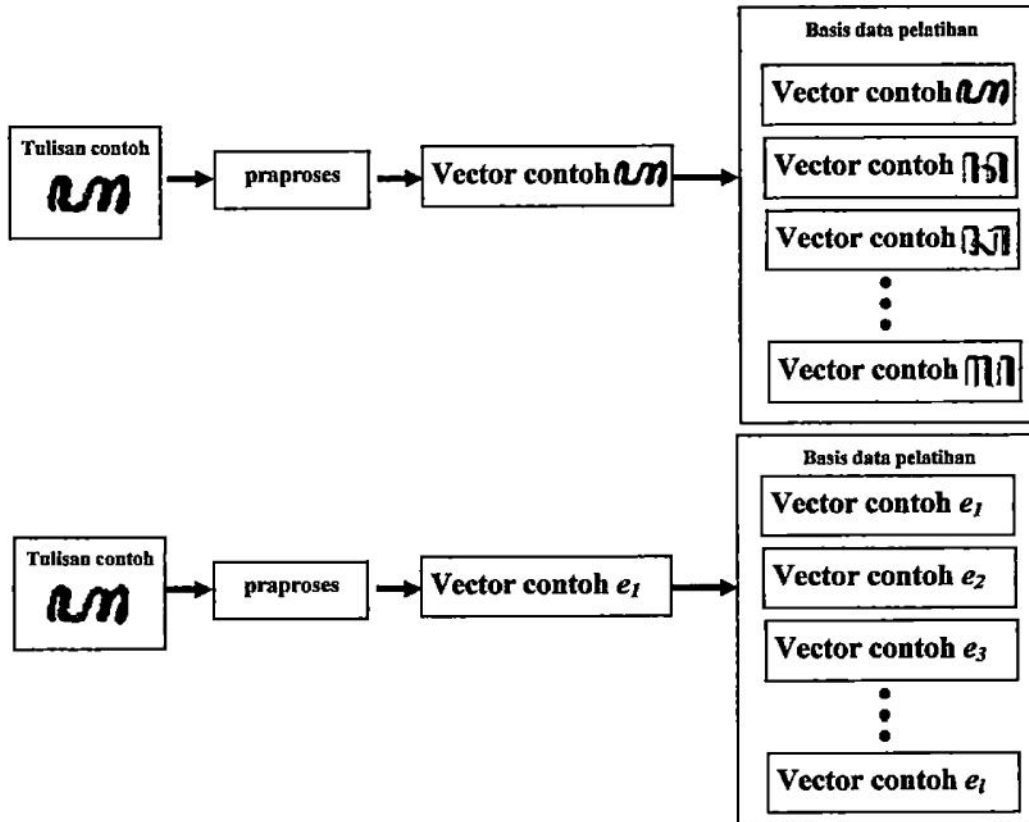 Basis data pelatihan
Vector contoh
Tulisan contoh
praproses
Vector contoh
Vector contoh
Vector contoh
Vector contoh
Basis data pelatihan
Vector contoh e₁
Tulisan contoh
praproses
Vector contoh e₁
Vector contoh e₂
Vector contoh e₃
Vector contoh eₗ